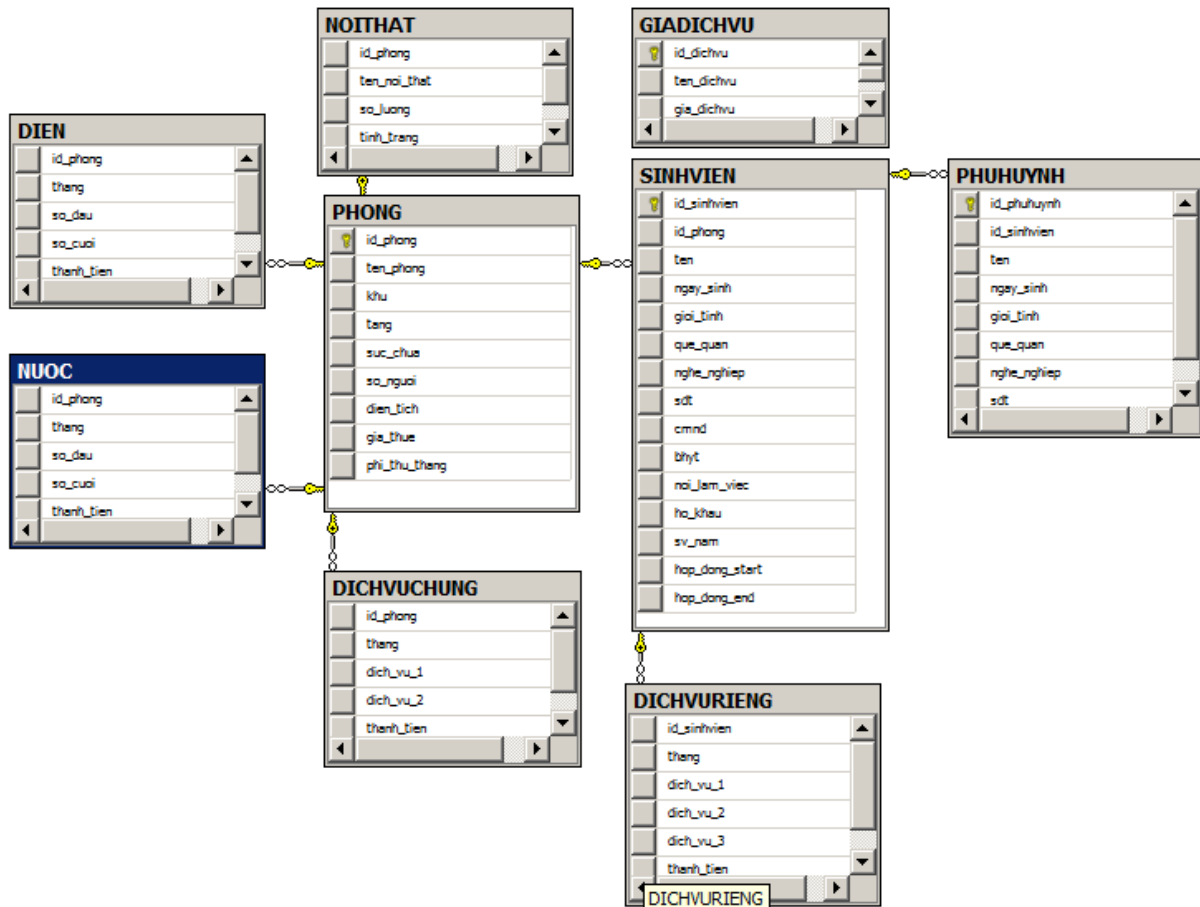 NOITHAT
id_phong
ten_noi_that
so_luong
tinh_trang
GIADICHVU
id_dichvu
ten_dichvu
gia_dichvu
DIEN
id_phong
thang
so_dau
so_cuoi
thanh_tien
PHONG
id_phong
ten_phong
khu
tang
suc_chua
so_nguoi
dien_tich
gia_thue
phi_thu_thang
SINHVIEN
id_sinhvien
id_phong
ten
ngay_sinh
gioi_tinh
que_quan
nghe_nghiep
sdt
cmnd
bhyt
noi_lam_viec
ho_khau
sv_nam
hop_dong_start
hop_dong_end
PHUHUYNH
id_phuhuynh
id_sinhvien
ten
ngay_sinh
gioi_tinh
que_quan
nghe_nghiep
sdt
NUOC
id_phong
thang
so_dau
so_cuoi
thanh_tien
DICHVUCHUNG
id_phong
thang
dich_vu_1
dich_vu_2
thanh_tien
DICHVURIENG
id_sinhvien
thang
dich_vu_1
dich_vu_2
dich_vu_3
thanh_tien
DICHVURIENG